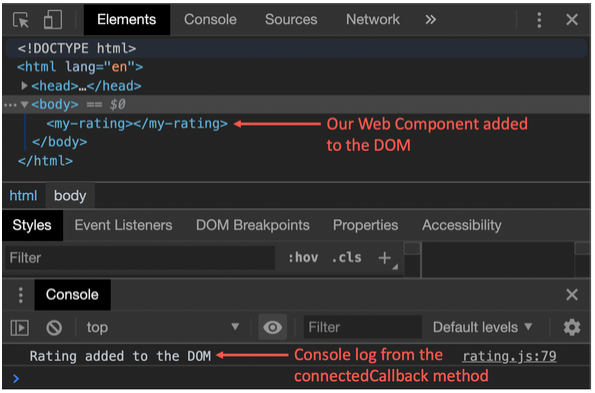 Elements Console Sources Network »
<!DOCTYPE html>
<html lang="en">
<head>…</head>
<body> == $0
<my-rating></my-rating>
Our Web Component added
to the DOM
</body>
</html>
html body
Styles Event Listeners DOM Breakpoints Properties Accessibility
Filter :hov .cls +
Console
top Filter Default levels
Rating added to the DOM
Console log from the
connectedCallback method
rating.js:79
>